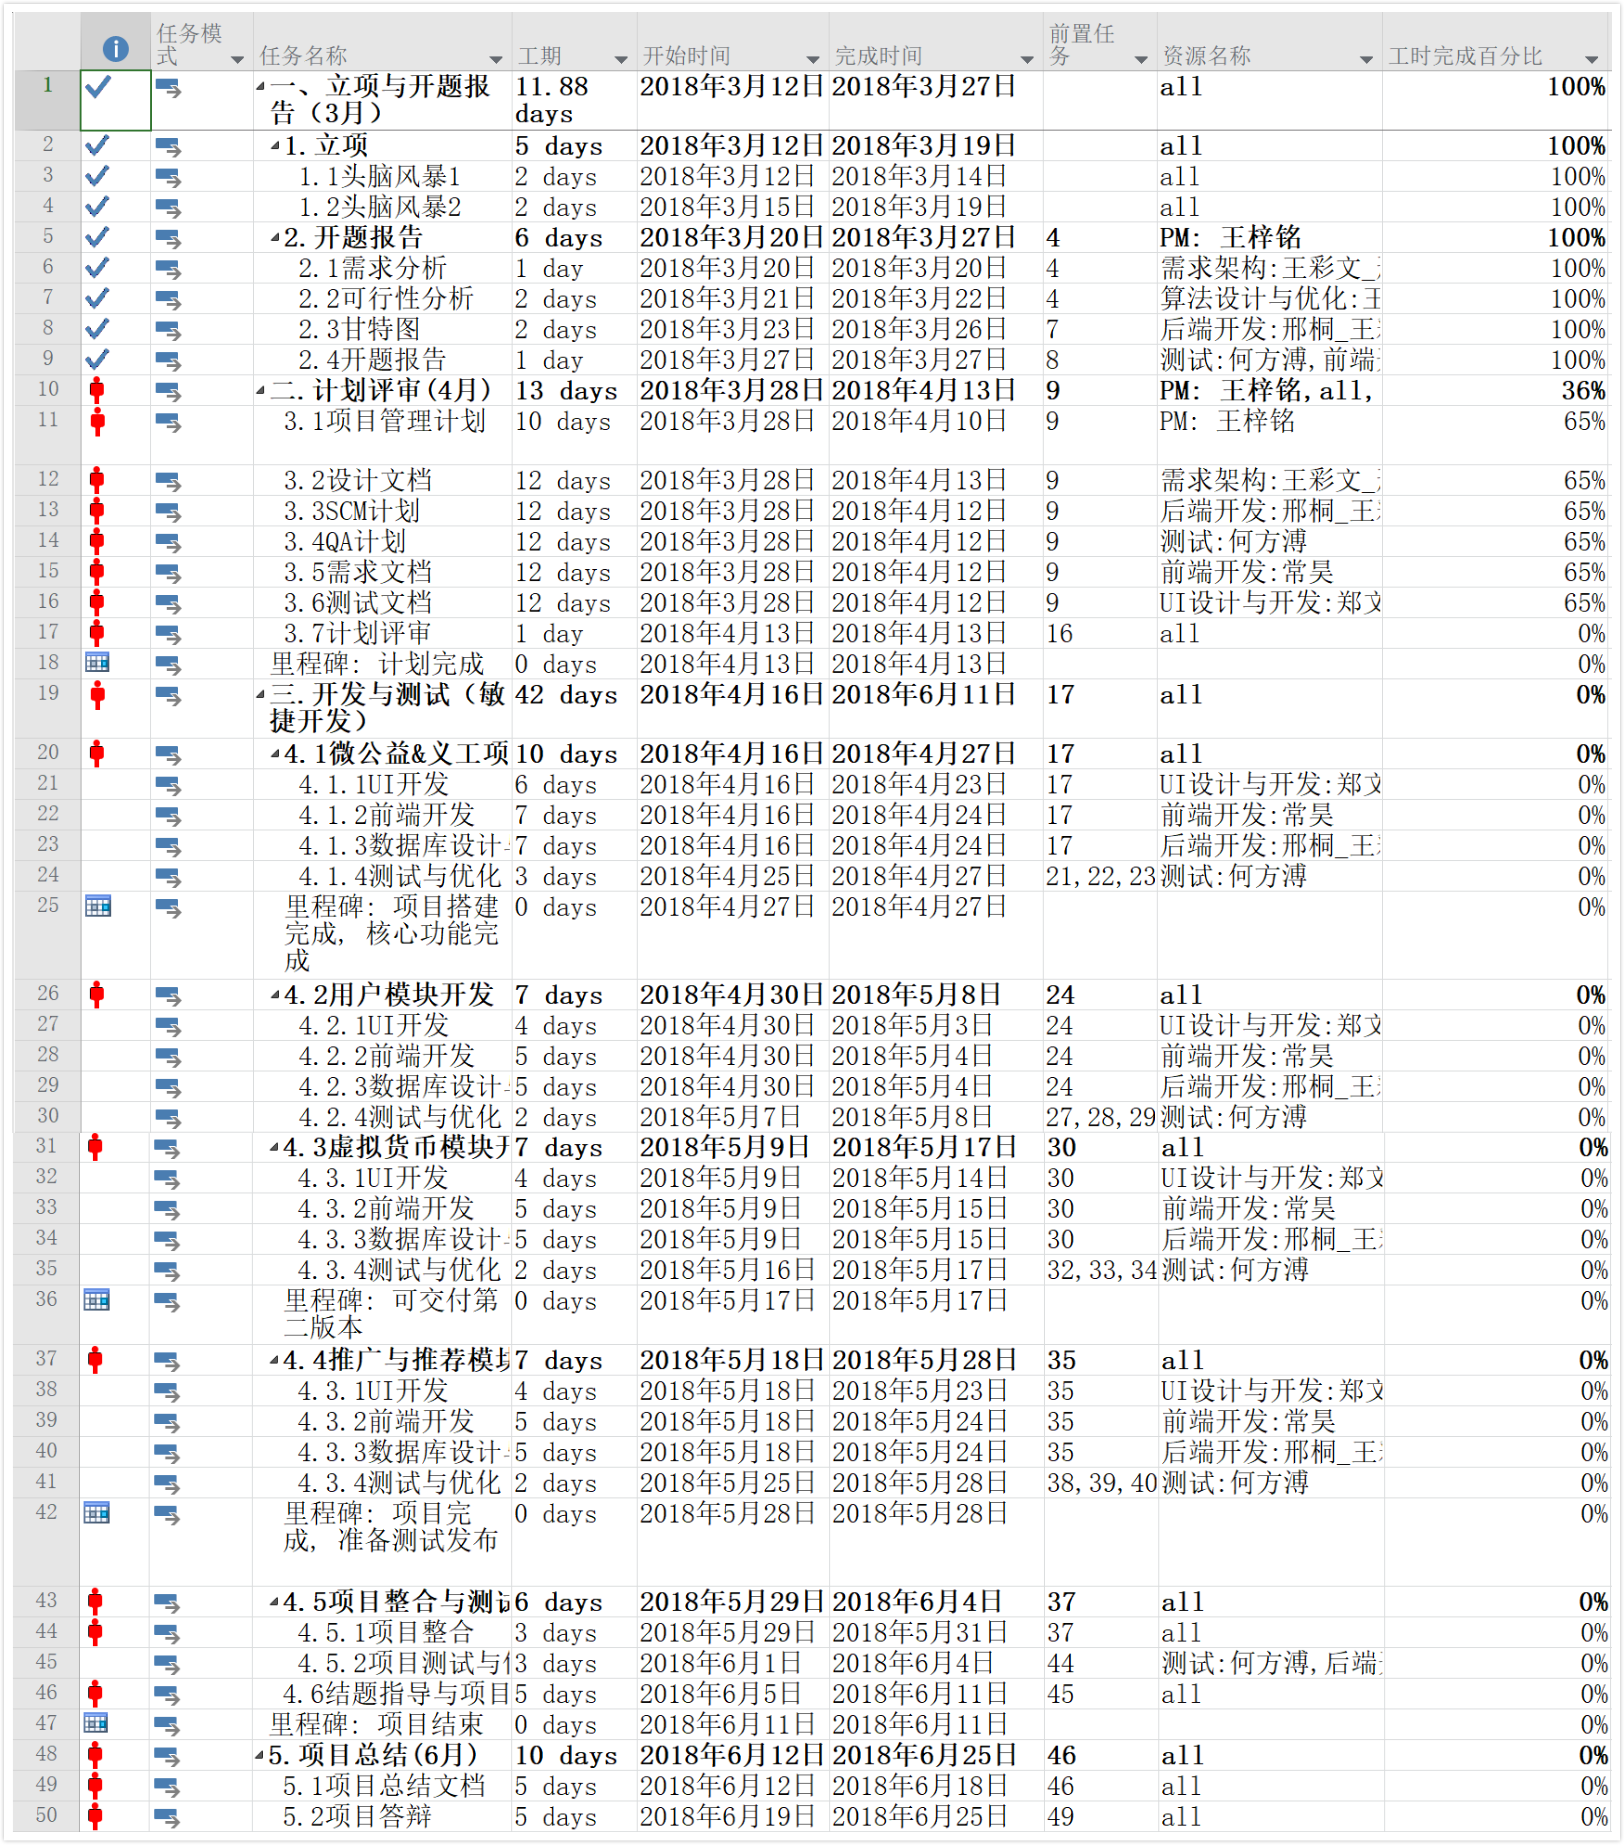 任务模式 任务名称 工期 开始时间 完成时间 前置任务 资源名称 工时完成百分比
1 一、立项与开题报 11.88 2018年3月12日 2018年3月27日 all 100%
告（3月） days
2 1.立项 5 days 2018年3月12日 2018年3月19日 all 100%
3 1.1头脑风暴1 2 days 2018年3月12日 2018年3月14日 all 100%
4 1.2头脑风暴2 2 days 2018年3月15日 2018年3月19日 all 100%
5 2.开题报告 6 days 2018年3月20日 2018年3月27日 4 PM: 王梓铭 100%
6 2.1需求分析 1 day 2018年3月20日 2018年3月20日 4 需求架构:王彩文_ 100%
7 2.2可行性分析 2 days 2018年3月21日 2018年3月22日 4 算法设计与优化:王 100%
8 2.3甘特图 2 days 2018年3月23日 2018年3月26日 7 后端开发:邢桐_王 100%
9 2.4开题报告 1 day 2018年3月27日 2018年3月27日 8 测试:何方溥,前端 100%
10 二.计划评审(4月) 13 days 2018年3月28日 2018年4月13日 9 PM: 王梓铭,all, 36%
11 3.1项目管理计划 10 days 2018年3月28日 2018年4月10日 9 PM: 王梓铭 65%
12 3.2设计文档 12 days 2018年3月28日 2018年4月13日 9 需求架构:王彩文_ 65%
13 3.3SCM计划 12 days 2018年3月28日 2018年4月12日 9 后端开发:邢桐_王 65%
14 3.4QA计划 12 days 2018年3月28日 2018年4月12日 9 测试:何方溥 65%
15 3.5需求文档 12 days 2018年3月28日 2018年4月12日 9 前端开发:常昊 65%
16 3.6测试文档 12 days 2018年3月28日 2018年4月12日 9 UI设计与开发:郑文 65%
17 3.7计划评审 1 day 2018年4月13日 2018年4月13日 16 all 0%
18 里程碑: 计划完成 0 days 2018年4月13日 2018年4月13日 0%
19 三.开发与测试（敏 42 days 2018年4月16日 2018年6月11日 17 all 0%
捷开发）
20 4.1微公益&义工项 10 days 2018年4月16日 2018年4月27日 17 all 0%
21 4.1.1UI开发 6 days 2018年4月16日 2018年4月23日 17 UI设计与开发:郑文 0%
22 4.1.2前端开发 7 days 2018年4月16日 2018年4月24日 17 前端开发:常昊 0%
23 4.1.3数据库设计 7 days 2018年4月16日 2018年4月24日 17 后端开发:邢桐_王 0%
24 4.1.4测试与优化 3 days 2018年4月25日 2018年4月27日 21,22,23 测试:何方溥 0%
25 里程碑: 项目搭建 0 days 2018年4月27日 2018年4月27日 0%
完成, 核心功能完
成
26 4.2用户模块开发 7 days 2018年4月30日 2018年5月8日 24 all 0%
27 4.2.1UI开发 4 days 2018年4月30日 2018年5月3日 24 UI设计与开发:郑文 0%
28 4.2.2前端开发 5 days 2018年4月30日 2018年5月4日 24 前端开发:常昊 0%
29 4.2.3数据库设计 5 days 2018年4月30日 2018年5月4日 24 后端开发:邢桐_王 0%
30 4.2.4测试与优化 2 days 2018年5月7日 2018年5月8日 27,28,29 测试:何方溥 0%
31 4.3虚拟货币模块开 7 days 2018年5月9日 2018年5月17日 30 all 0%
32 4.3.1UI开发 4 days 2018年5月9日 2018年5月14日 30 UI设计与开发:郑文 0%
33 4.3.2前端开发 5 days 2018年5月9日 2018年5月15日 30 前端开发:常昊 0%
34 4.3.3数据库设计 5 days 2018年5月9日 2018年5月15日 30 后端开发:邢桐_王 0%
35 4.3.4测试与优化 2 days 2018年5月16日 2018年5月17日 32,33,34 测试:何方溥 0%
36 里程碑: 可交付第 0 days 2018年5月17日 2018年5月17日 0%
二版本
37 4.4推广与推荐模块 7 days 2018年5月18日 2018年5月28日 35 all 0%
38 4.3.1UI开发 4 days 2018年5月18日 2018年5月23日 35 UI设计与开发:郑文 0%
39 4.3.2前端开发 5 days 2018年5月18日 2018年5月24日 35 前端开发:常昊 0%
40 4.3.3数据库设计 5 days 2018年5月18日 2018年5月24日 35 后端开发:邢桐_王 0%
41 4.3.4测试与优化 2 days 2018年5月25日 2018年5月28日 38,39,40 测试:何方溥 0%
42 里程碑: 项目完 0 days 2018年5月28日 2018年5月28日 0%
成, 准备测试发布
43 4.5项目整合与测试 6 days 2018年5月29日 2018年6月4日 37 all 0%
44 4.5.1项目整合 3 days 2018年5月29日 2018年5月31日 37 all 0%
45 4.5.2项目测试与 3 days 2018年6月1日 2018年6月4日 44 测试:何方溥,后端 0%
46 4.6结题指导与项目 5 days 2018年6月5日 2018年6月11日 45 all 0%
47 里程碑: 项目结束 0 days 2018年6月11日 2018年6月11日 0%
48 5.项目总结(6月) 10 days 2018年6月12日 2018年6月25日 46 all 0%
49 5.1项目总结文档 5 days 2018年6月12日 2018年6月18日 46 all 0%
50 5.2项目答辩 5 days 2018年6月19日 2018年6月25日 49 all 0%